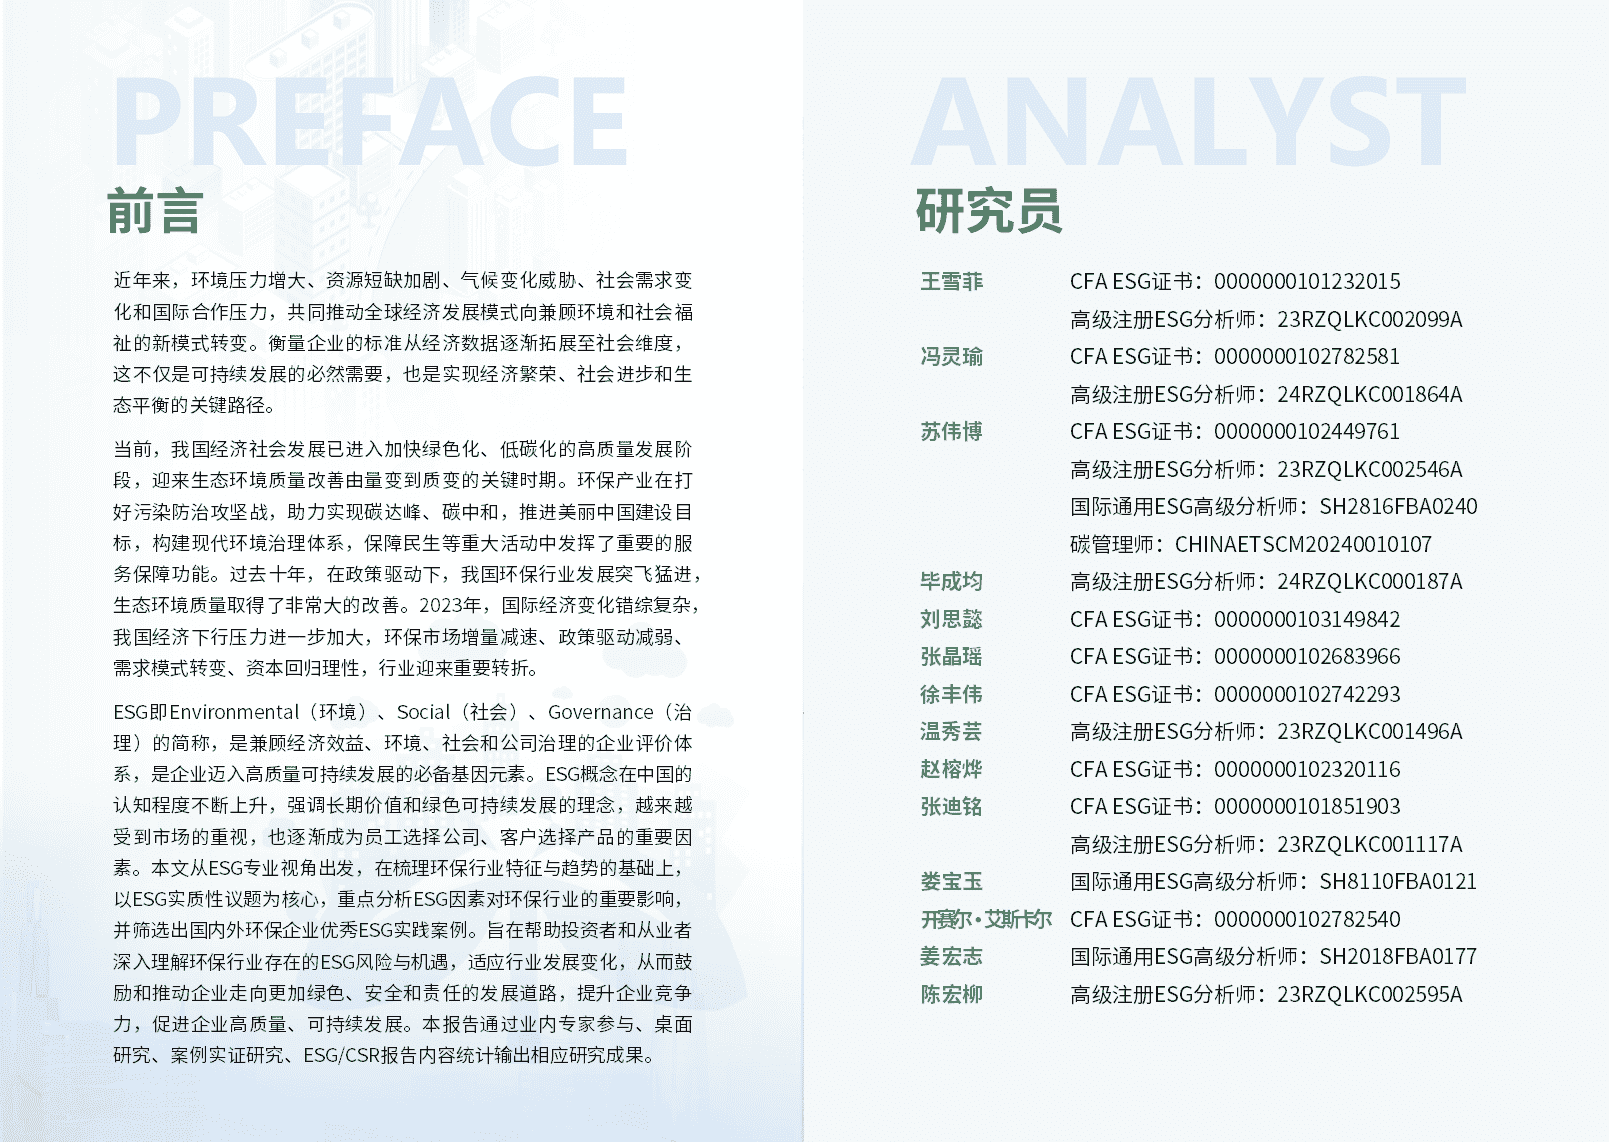 PREFACE
前言
近年来，环境压力增大、资源短缺加剧、气候变化威胁、社会需求变
化和国际合作压力，共同推动全球经济发展模式向兼顾环境和社会福
祉的新模式转变。衡量企业的标准从经济数据逐渐拓展至社会维度，
这不仅是可持续发展的必然需要，也是实现经济繁荣、社会进步和生
态平衡的关键路径。
当前，我国经济社会发展已进入加快绿色化、低碳化的高质量发展阶
段，迎来生态环境质量改善由量变到质变的关键时期。环保产业在打
好污染防治攻坚战，助力实现碳达峰、碳中和，推进美丽中国建设目
标，构建现代环境治理体系，保障民生等重大活动中发挥了重要的服
务保障功能。过去十年，在政策驱动下，我国环保行业发展突飞猛进，
生态环境质量取得了非常大的改善。2023年，国际经济变化错综复杂，
我国经济下行压力进一步加大，环保市场增量减速、政策驱动减弱、
需求模式转变、资本回归理性，行业迎来重要转折。
ESG即Environmental（环境）、Social（社会）、Governance（治
理）的简称，是兼顾经济效益、环境、社会和公司治理的企业评价体
系，是企业迈入高质量可持续发展的必备基因元素。ESG概念在中国的
认知程度不断上升，强调长期价值和绿色可持续发展的理念，越来越
受到市场的重视，也逐渐成为员工选择公司、客户选择产品的重要因
素。本文从ESG专业视角出发，在梳理环保行业特征与趋势的基础上，
以ESG实质性议题为核心，重点分析ESG因素对环保行业的重要影响，
并筛选出国内外环保企业优秀ESG实践案例。旨在帮助投资者和从业者
深入理解环保行业存在的ESG风险与机遇，适应行业发展变化，从而鼓
励和推动企业走向更加绿色、安全和责任的发展道路，提升企业竞争
力，促进企业高质量、可持续发展。本报告通过业内专家参与、桌面
研究、案例实证研究、ESG/CSR报告内容统计输出相应研究成果。
ANALYST
研究员
王雪菲 CFA ESG证书：0000000101232015
高级注册ESG分析师：23RZQLKC002099A
冯灵瑜 CFA ESG证书：0000000102782581
高级注册ESG分析师：24RZQLKC001864A
苏伟博 CFA ESG证书：0000000102449761
高级注册ESG分析师：23RZQLKC002546A
国际通用ESG高级分析师：SH2816FBA0240
碳管理师：CHINAETSCM20240010107
毕成均 高级注册ESG分析师：24RZQLKC000187A
刘思懿 CFA ESG证书：0000000103149842
张晶瑶 CFA ESG证书：0000000102683966
徐丰伟 CFA ESG证书：0000000102742293
温秀芸 高级注册ESG分析师：23RZQLKC001496A
赵榕烨 CFA ESG证书：0000000102320116
张迪铭 CFA ESG证书：0000000101851903
高级注册ESG分析师：23RZQLKC001117A
娄宝玉 国际通用ESG高级分析师：SH8110FBA0121
开赛尔·艾斯卡尔 CFA ESG证书：0000000102782540
姜宏志 国际通用ESG高级分析师：SH2018FBA0177
陈宏柳 高级注册ESG分析师：23RZQLKC002595A